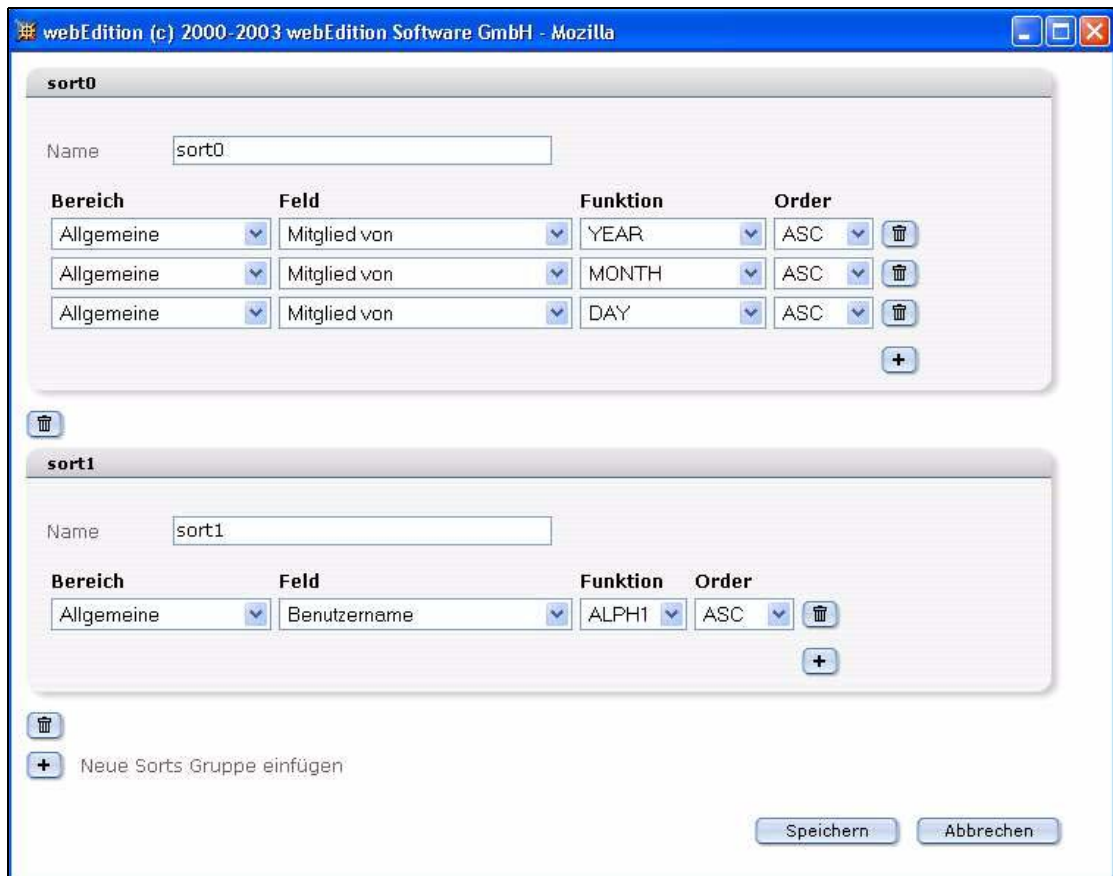 webEdition (c) 2000-2003 webEdition Software GmbH - Mozilla
sort0
Name sort0
Bereich Feld Funktion Order
Allgemeine Mitglied von YEAR ASC
Allgemeine Mitglied von MONTH ASC
Allgemeine Mitglied von DAY ASC
sort1
Name sort1
Bereich Feld Funktion Order
Allgemeine Benutzername ALPH1 ASC
Neue Sorts Gruppe einfügen
Speichern Abbrechen